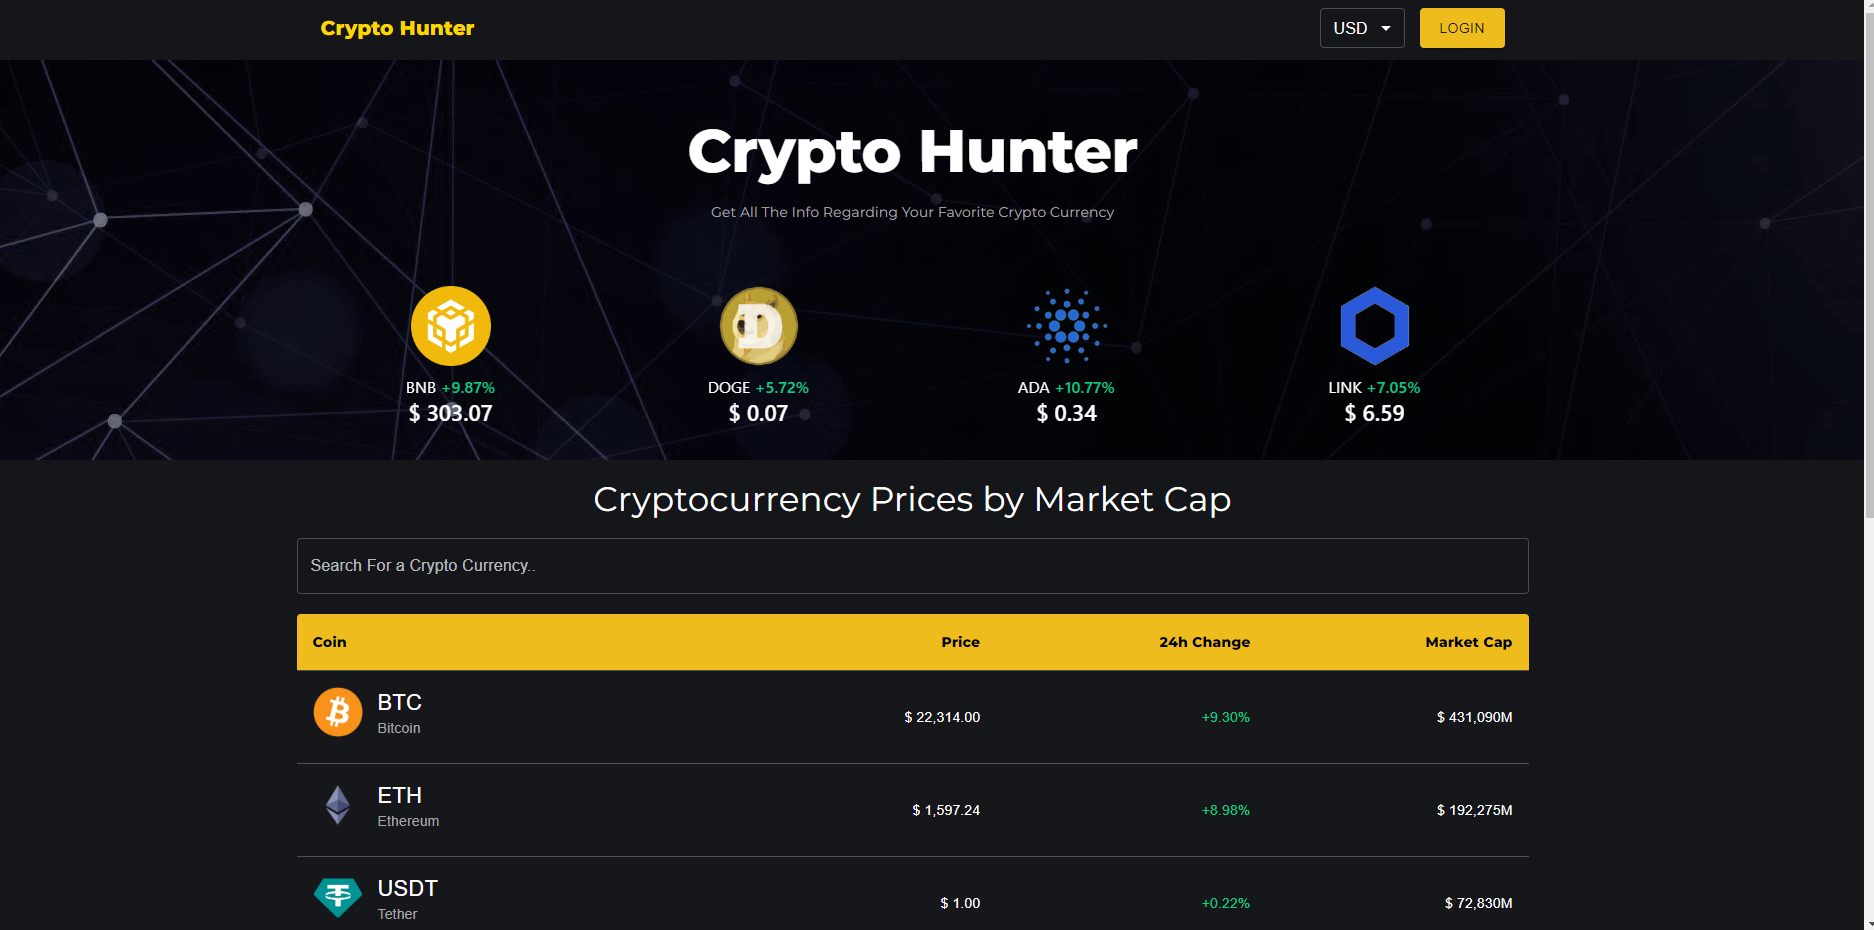 Crypto Hunter
USD
LOGIN
Crypto Hunter
Get All The Info Regarding Your Favorite Crypto Currency
BNB +9.87%
$ 303.07
DOGE +5.72%
$ 0.07
ADA +10.77%
$ 0.34
LINK +7.05%
$ 6.59
Cryptocurrency Prices by Market Cap
Search For a Crypto Currency..
Coin Price 24h Change Market Cap
BTC
Bitcoin
$ 22,314.00 +9.30% $ 431,090M
ETH
Ethereum
$ 1,597.24 +8.98% $ 192,275M
USDT
Tether
$ 1.00 +0.22% $ 72,830M